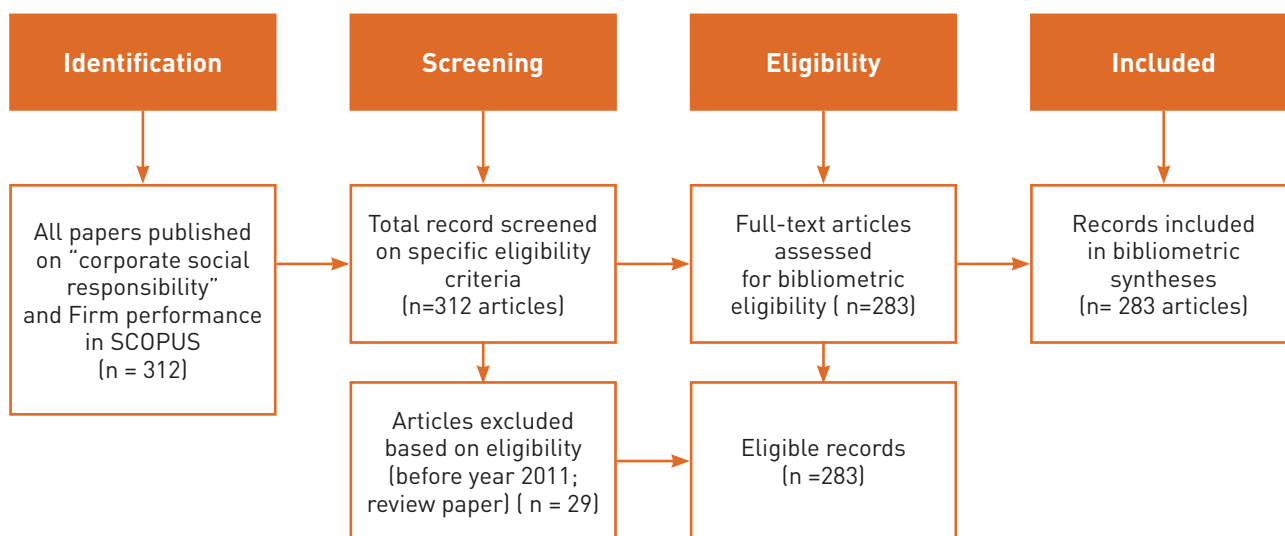 Identification
Screening
Eligibility
Included
All papers published
on “corporate social
responsibility”
and Firm performance
in SCOPUS
(n = 312)
Total record screened
on specific eligibility
criteria
(n=312 articles)
Full-text articles
assessed
for bibliometric
eligibility ( n=283)
Records included
in bibliometric
syntheses
(n= 283 articles)
Articles excluded
based on eligibility
(before year 2011;
review paper) ( n = 29)
Eligible records
(n =283)